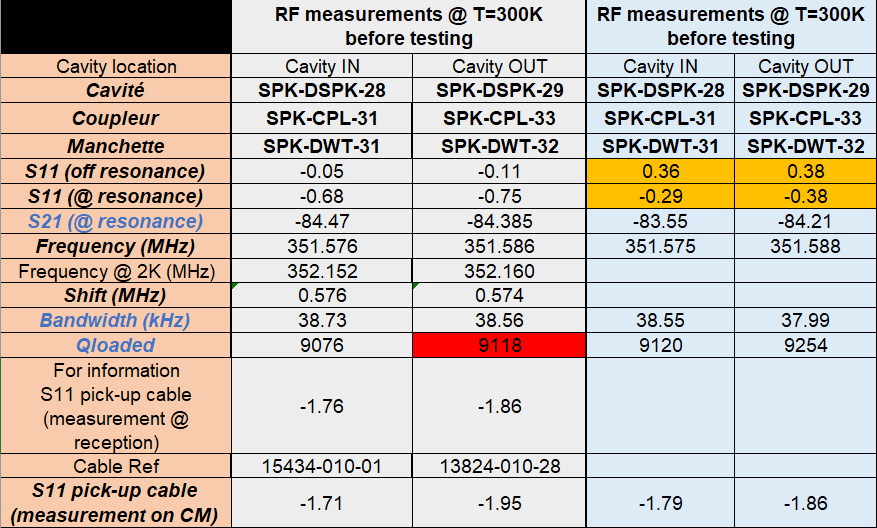 RF measurements @ T=300K before testing RF measurements @ T=300K before testing
Cavity location Cavity IN Cavity OUT Cavity IN Cavity OUT
Cavité SPK-DSPK-28 SPK-DSPK-29 SPK-DSPK-28 SPK-DSPK-29
Coupleur SPK-CPL-31 SPK-CPL-33 SPK-CPL-31 SPK-CPL-33
Manchette SPK-DWT-31 SPK-DWT-32 SPK-DWT-31 SPK-DWT-32
S11 (off resonance) -0.05 -0.11 0.36 0.38
S11 (@ resonance) -0.68 -0.75 -0.29 -0.38
S21 (@ resonance) -84.47 -84.385 -83.55 -84.21
Frequency (MHz) 351.576 351.586 351.575 351.588
Frequency @ 2K (MHz) 352.152 352.160
Shift (MHz) 0.576 0.574
Bandwidth (kHz) 38.73 38.56 38.55 37.99
Qloaded 9076 9118 9120 9254
For information
S11 pick-up cable
(measurement @
reception) -1.76 -1.86
Cable Ref 15434-010-01 13824-010-28
S11 pick-up cable
(measurement on CM) -1.71 -1.95 -1.79 -1.86